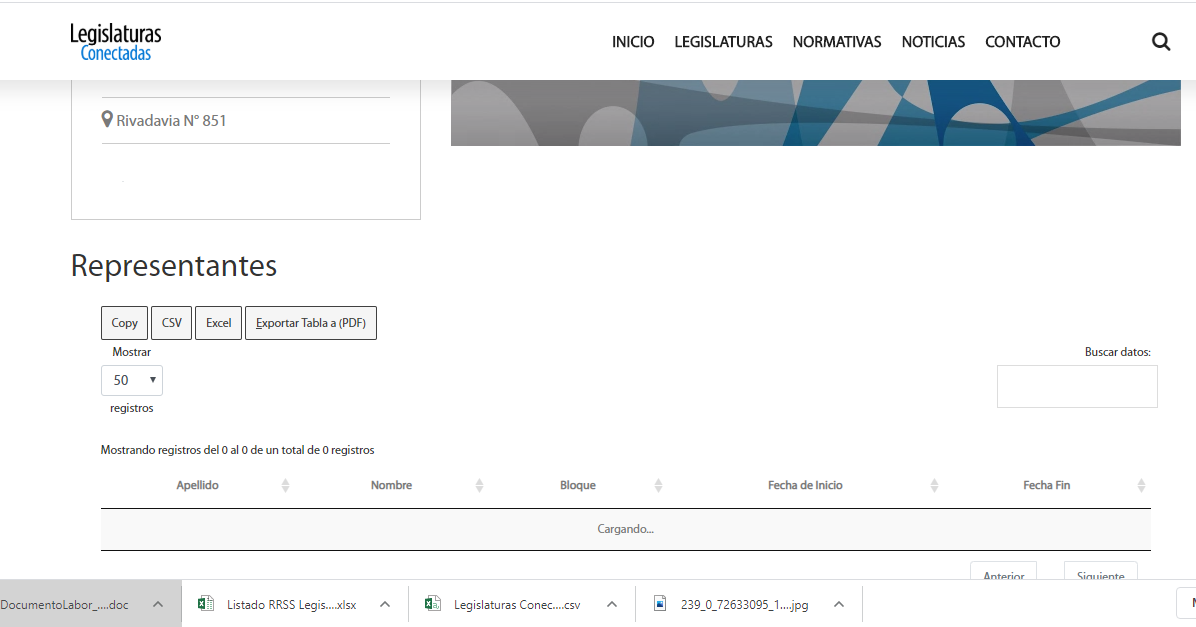 Legislaturas
Conectadas
INICIO LEGISLATURAS NORMATIVAS NOTICIAS CONTACTO
Rivadavia N° 851
Representantes
Copy CSV Excel Exportar Tabla a (PDF)
Mostrar
Buscar datos:
50
registros
Mostrando registros del 0 al 0 de un total de 0 registros
Apellido Nombre Bloque Fecha de Inicio Fecha Fin
Cargando...
Anterior Siguiente
DocumentoLabor_....doc Listado RRSS Legis....xlsx Legislaturas Conec....csv 239_0_72633095_1....jpg